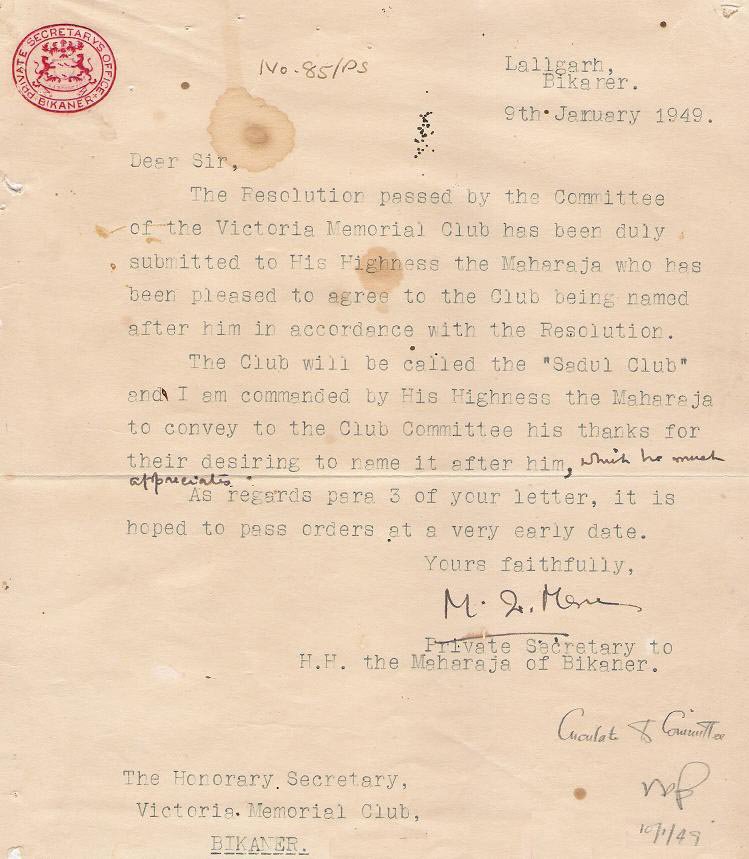 PRIVATE SECRETARY'S OFFICE
BIKANER
No. 85/PS
Lallgarh,
Bikaner.
9th January 1949.
Dear Sir,
The Resolution passed by the Committee
of the Victoria Memorial Club has been duly
submitted to His Highness the Maharaja who has
been pleased to agree to the Club being named
after him in accordance with the Resolution.
The Club will be called the "Sadul Club"
and I am commanded by His Highness the Maharaja
to convey to the Club Committee his thanks for
their desiring to name it after him, which he much
appreciates.
As regards para 3 of your letter, it is
hoped to pass orders at a very early date.
Yours faithfully,
Private Secretary to
H.H. the Maharaja of Bikaner.
Circulate to Committee
The Honorary Secretary,
Victoria Memorial Club,
BIKANER.
10/1/49